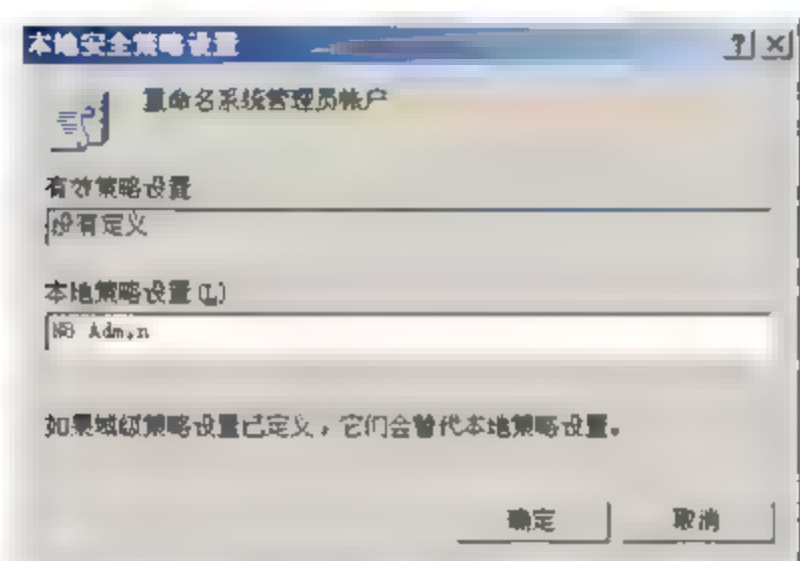 本地安全策略设置
重命名系统管理员帐户
有效策略设置
没有定义
本地策略设置(L)
NB Admin
如果域级策略设置已定义，它们会替代本地策略设置。
确定
取消